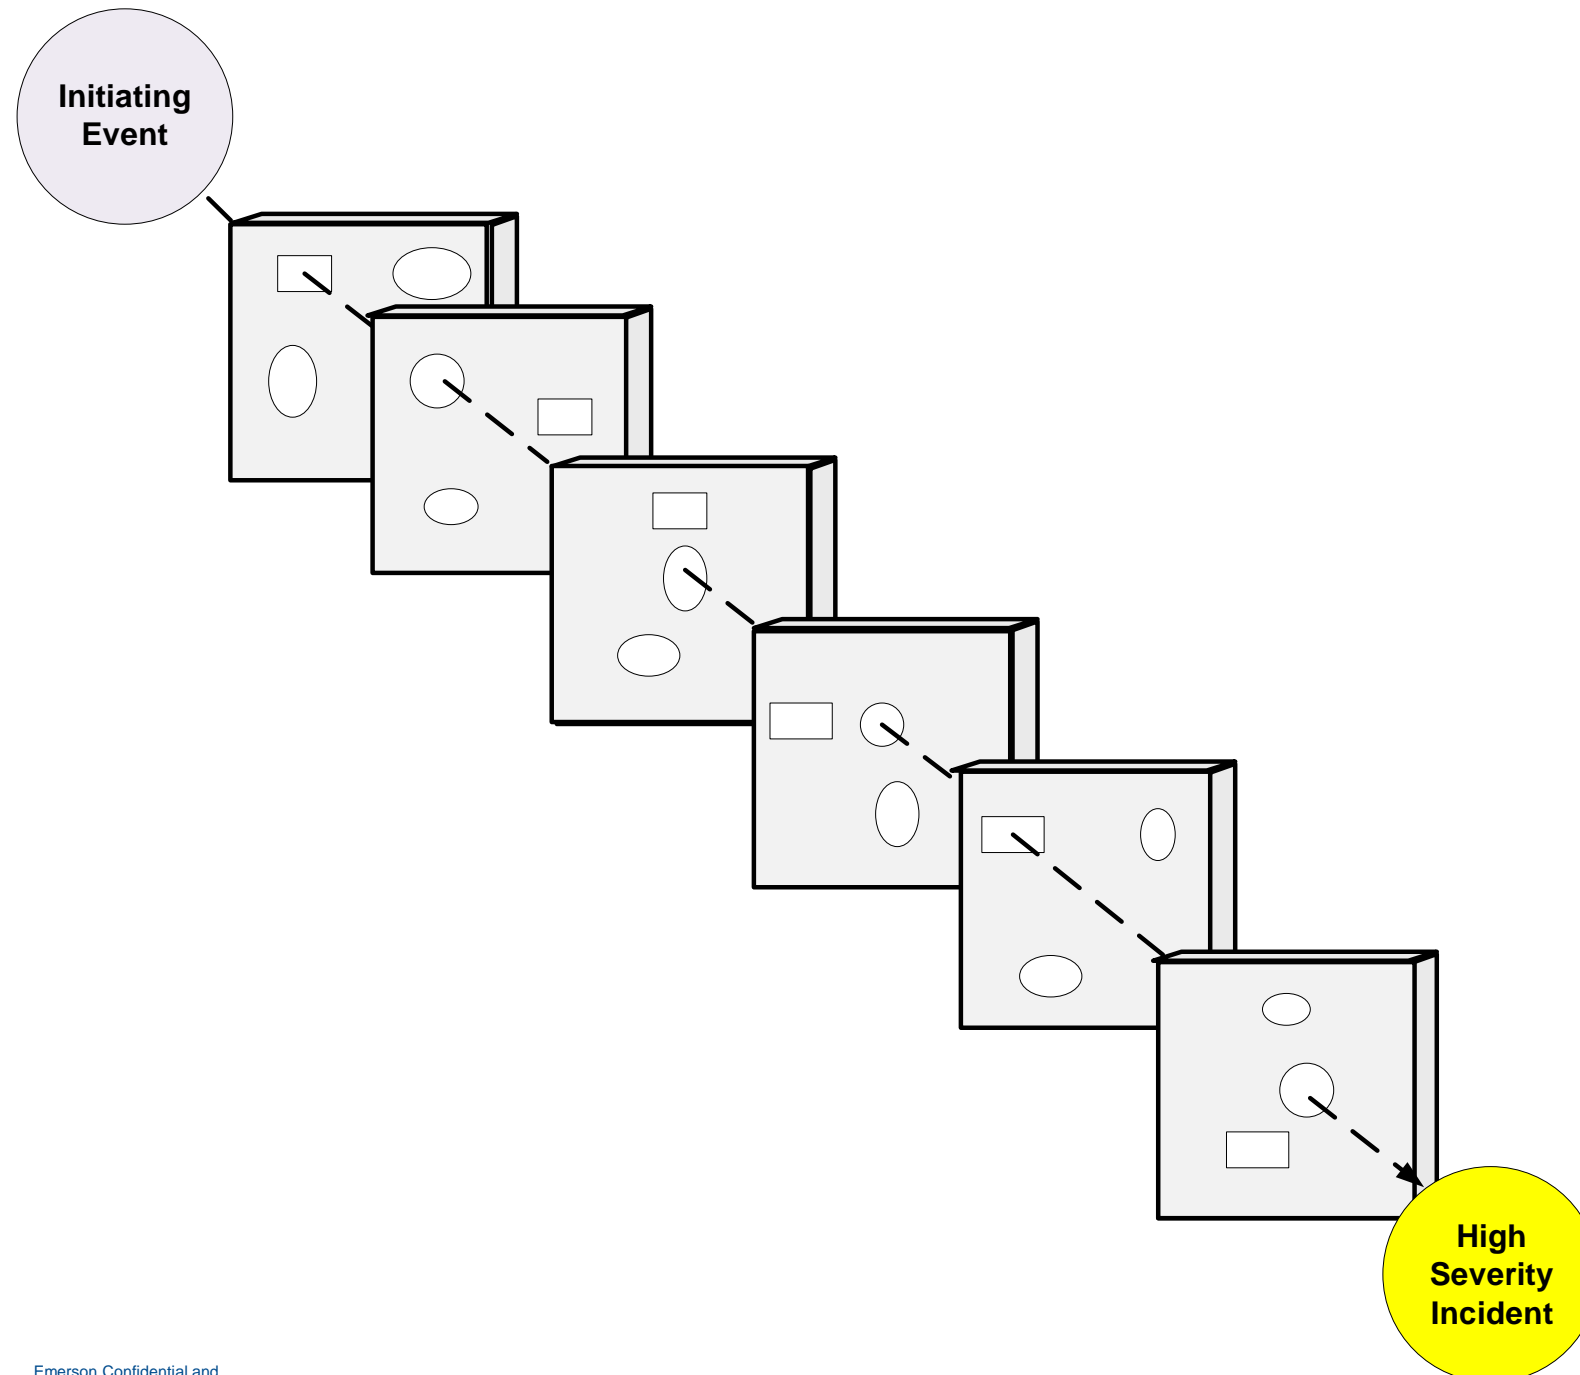 Initiating
Event
High
Severity
Incident
Emerson Confidential and